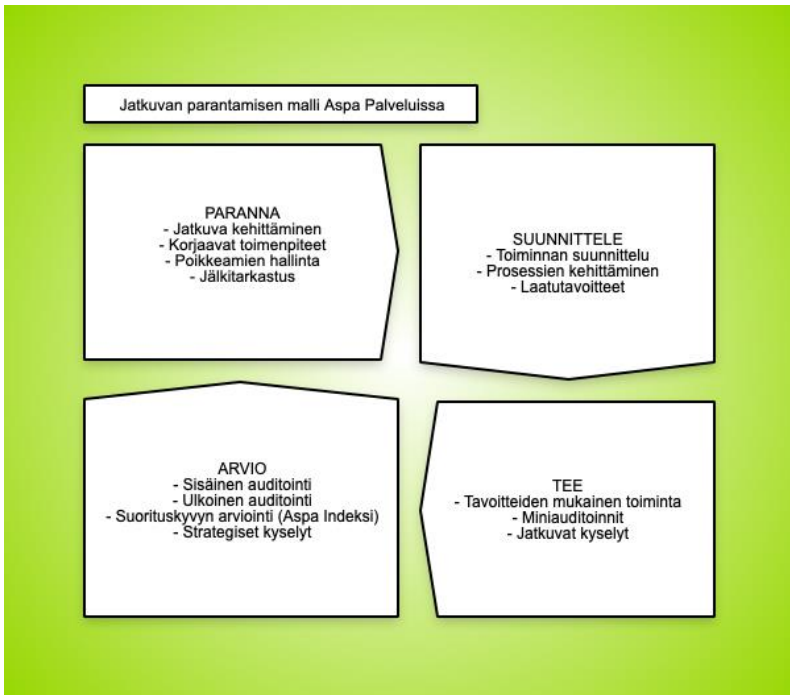 Jatkuvan parantamisen malli Aspa Palveluissa
PARANNA
- Jatkuva kehittäminen
- Korjaavat toimenpiteet
- Poikkeamien hallinta
- Jälkitarkastus
SUUNNITTELE
- Toiminnan suunnittelu
- Prosessien kehittäminen
- Laatutavoitteet
ARVIO
- Sisäinen auditointi
- Ulkoinen auditointi
- Suorituskyvyn arviointi (Aspa Indeksi)
- Strategiset kyselyt
TEE
- Tavoitteiden mukainen toiminta
- Miniauditoinnit
- Jatkuvat kyselyt